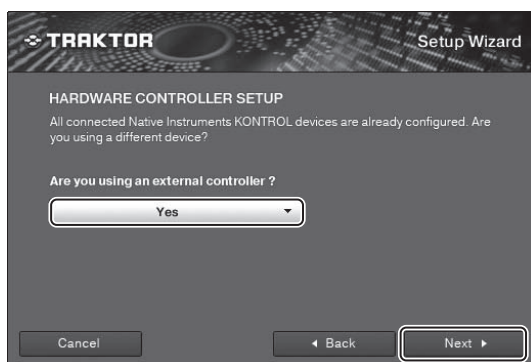 TRAKTOR
Setup Wizard
HARDWARE CONTROLLER SETUP
All connected Native Instruments KONTROL devices are already configured. Are
you using a different device?
Are you using an external controller ?
Yes
Cancel
Back
Next